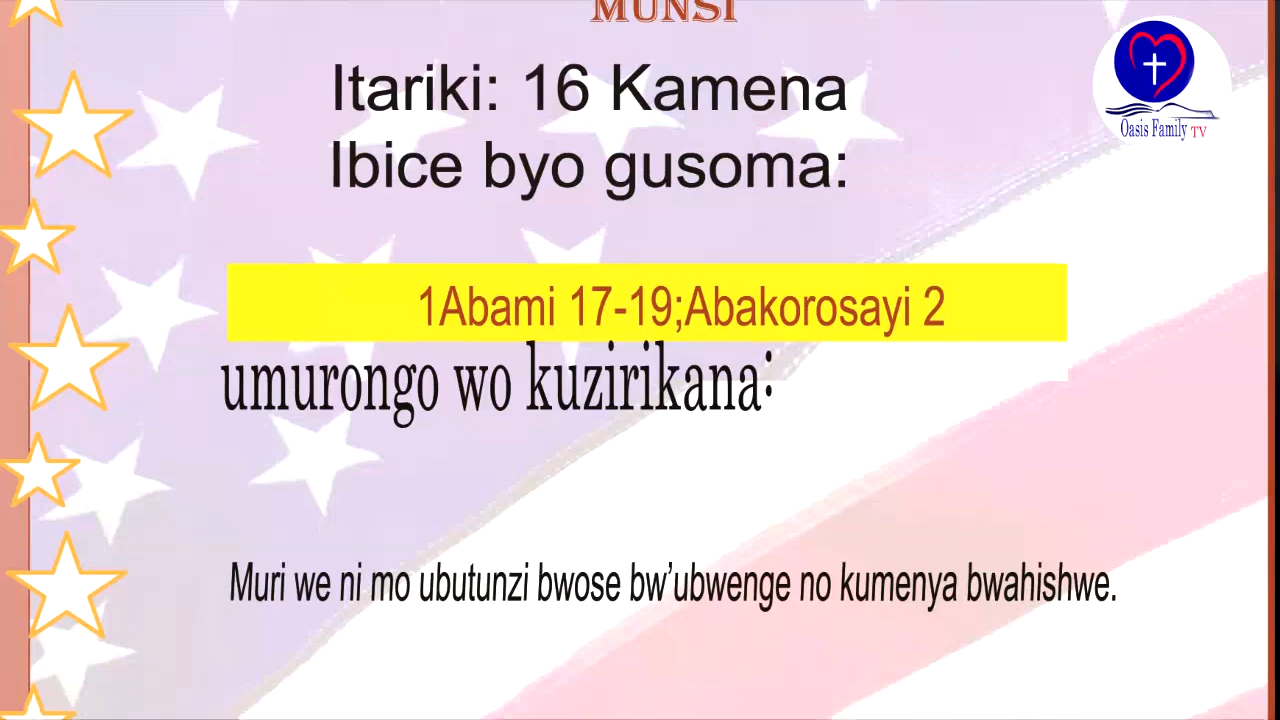 MUNSI
Itariki: 16 Kamena
Ibice byo gusoma:
1Abami 17-19;Abakorosayi 2
umurongo wo kuzirikana:
Muri we ni mo ubutunzi bwose bw’ubwenge no kumenya bwahishwe.
Oasis Family TV